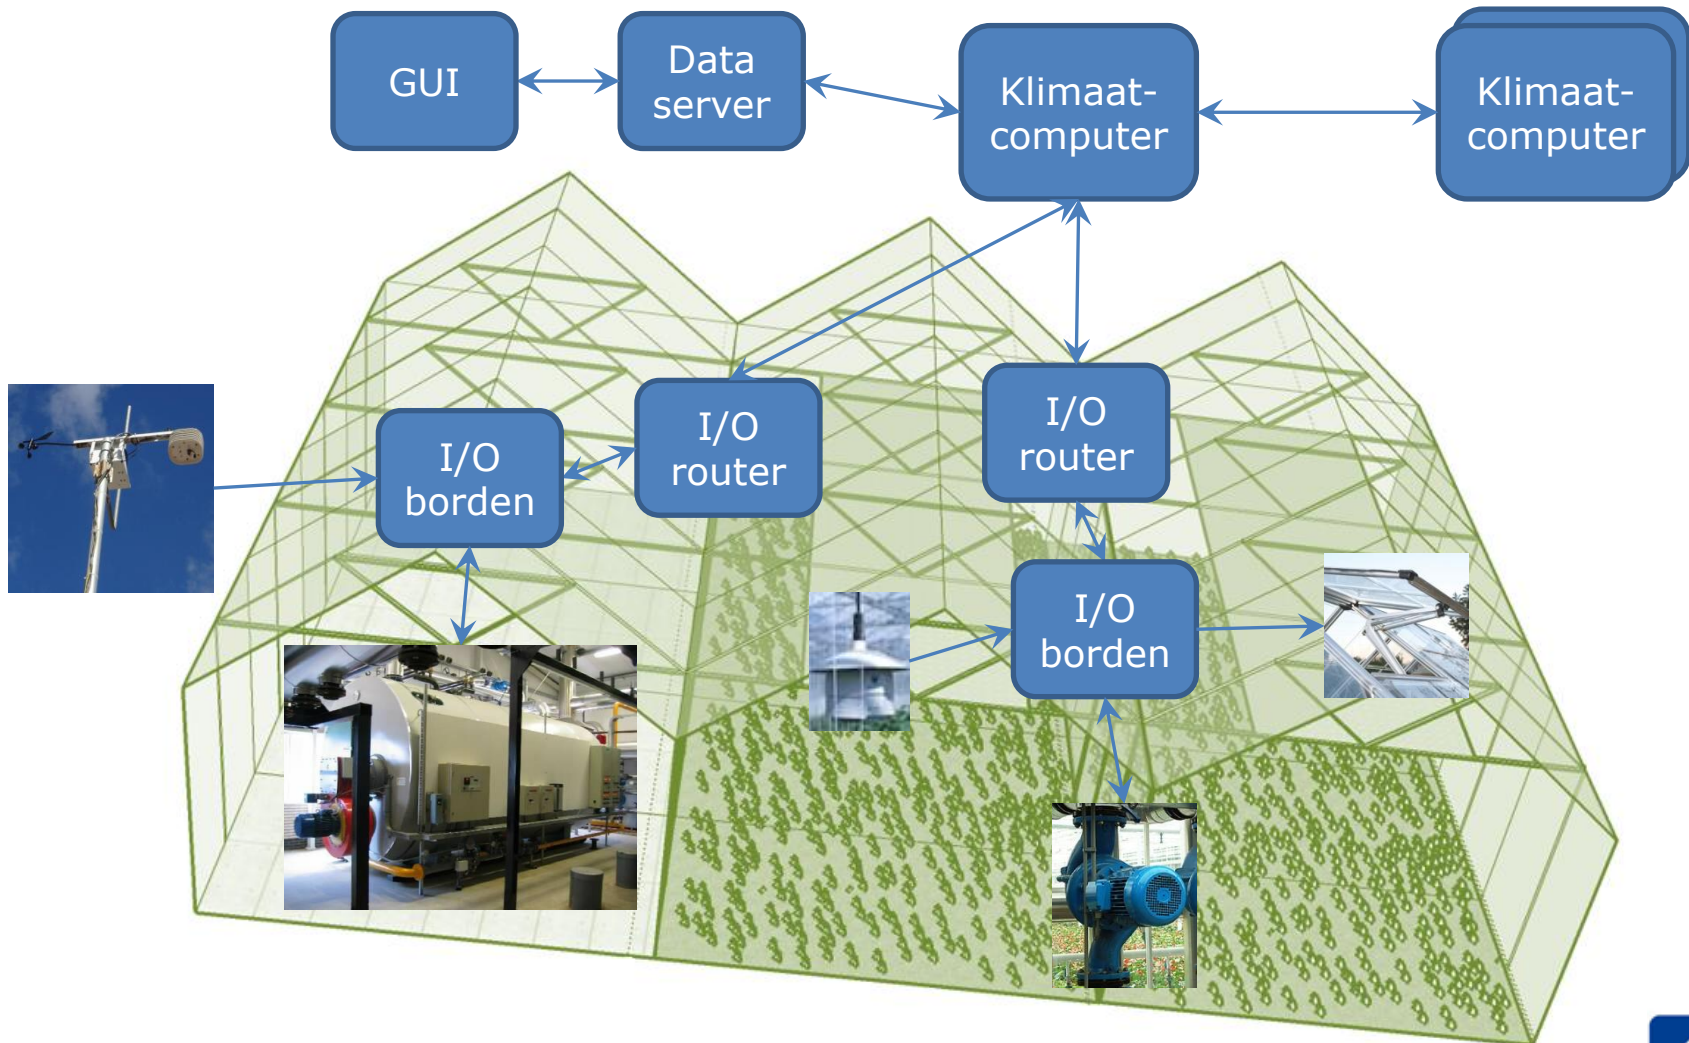 GUI
Data
server
Klimaat-
computer
Klimaat-
computer
I/O
borden
I/O
router
I/O
router
I/O
borden